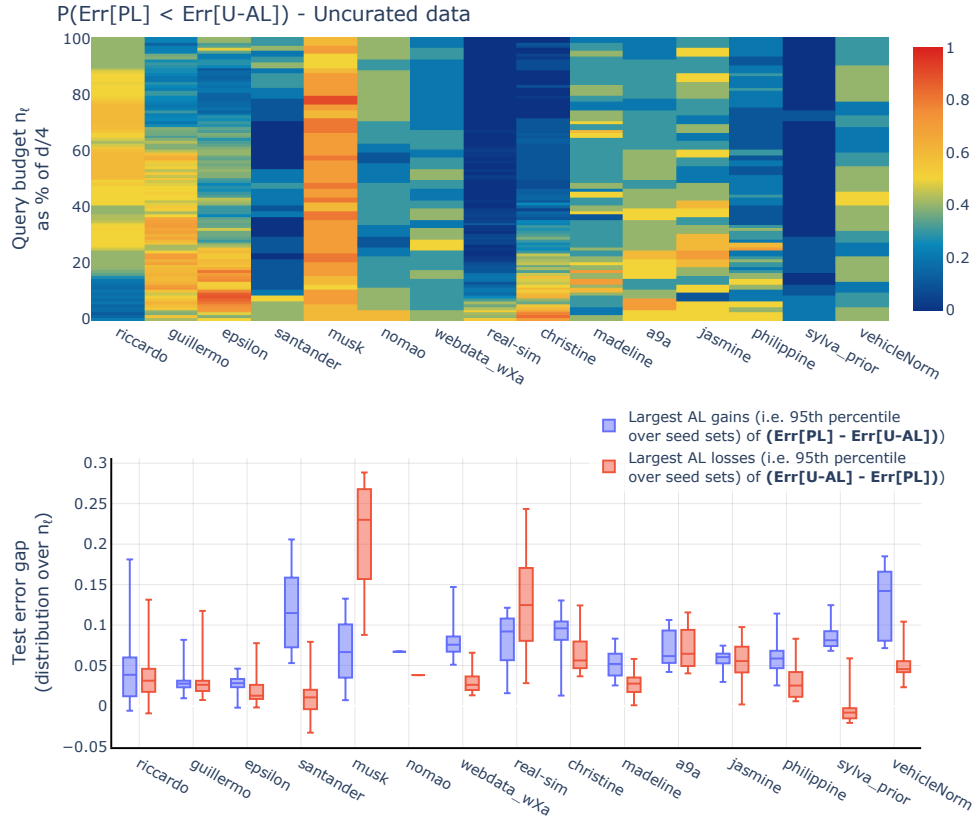 P(Err[PL] < Err[U-AL]) - Uncurated data
Query budget nℓ
as % of d/4
100
80
60
40
20
0
1
0.8
0.6
0.4
0.2
0
riccardo
guillermo
epsilon
santander
musk
nomao
webdata_wXa
real-sim
christine
madeline
a9a
jasmine
philippine
sylva_prior
vehicleNorm
Largest AL gains (i.e. 95th percentile
over seed sets) of (Err[PL] - Err[U-AL]))
Largest AL losses (i.e. 95th percentile
over seed sets) of (Err[U-AL] - Err[PL]))
Test error gap
(distribution over nℓ)
0.3
0.25
0.2
0.15
0.1
0.05
0
−0.05
riccardo
guillermo
epsilon
santander
musk
nomao
webdata_wXa
real-sim
christine
madeline
a9a
jasmine
philippine
sylva_prior
vehicleNorm